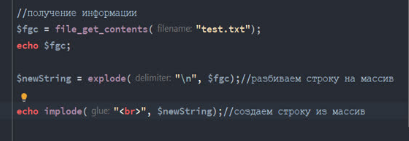 //получение информации
$fgc = file_get_contents( filename: "test.txt");
echo $fgc;
$newString = explode( delimiter: "\n", $fgc);//разбиваем строку на массив
echo implode( glue: "<br>", $newString);//создаем строку из массив